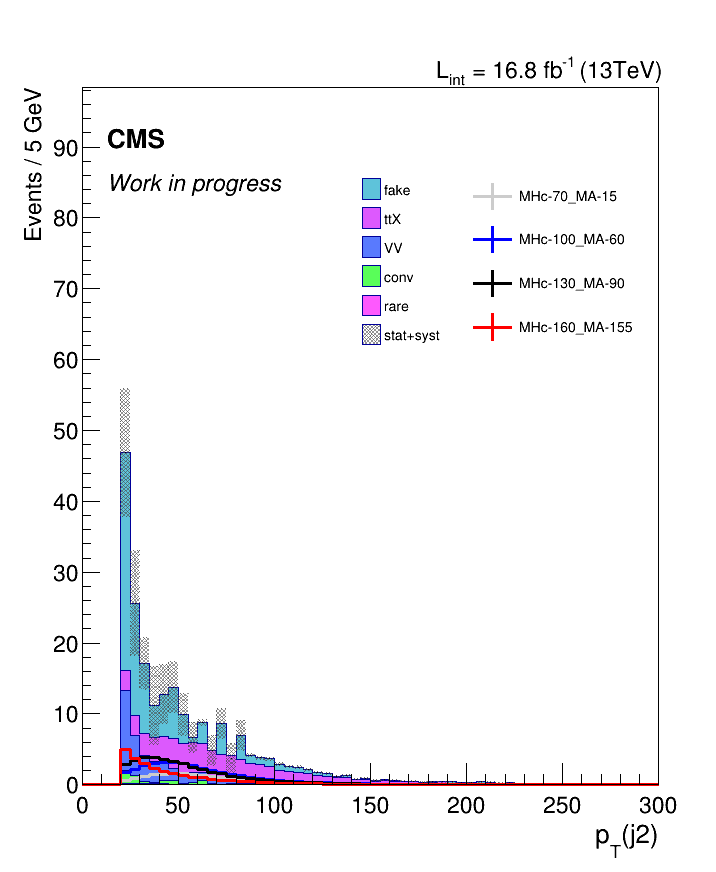 L_int = 16.8 fb^-1 (13TeV)
Events / 5 GeV
CMS
Work in progress
fake
ttX
VV
conv
rare
stat+syst
MHc-70_MA-15
MHc-100_MA-60
MHc-130_MA-90
MHc-160_MA-155
90
80
70
60
50
40
30
20
10
0
0 50 100 150 200 250 300
p_T(j2)